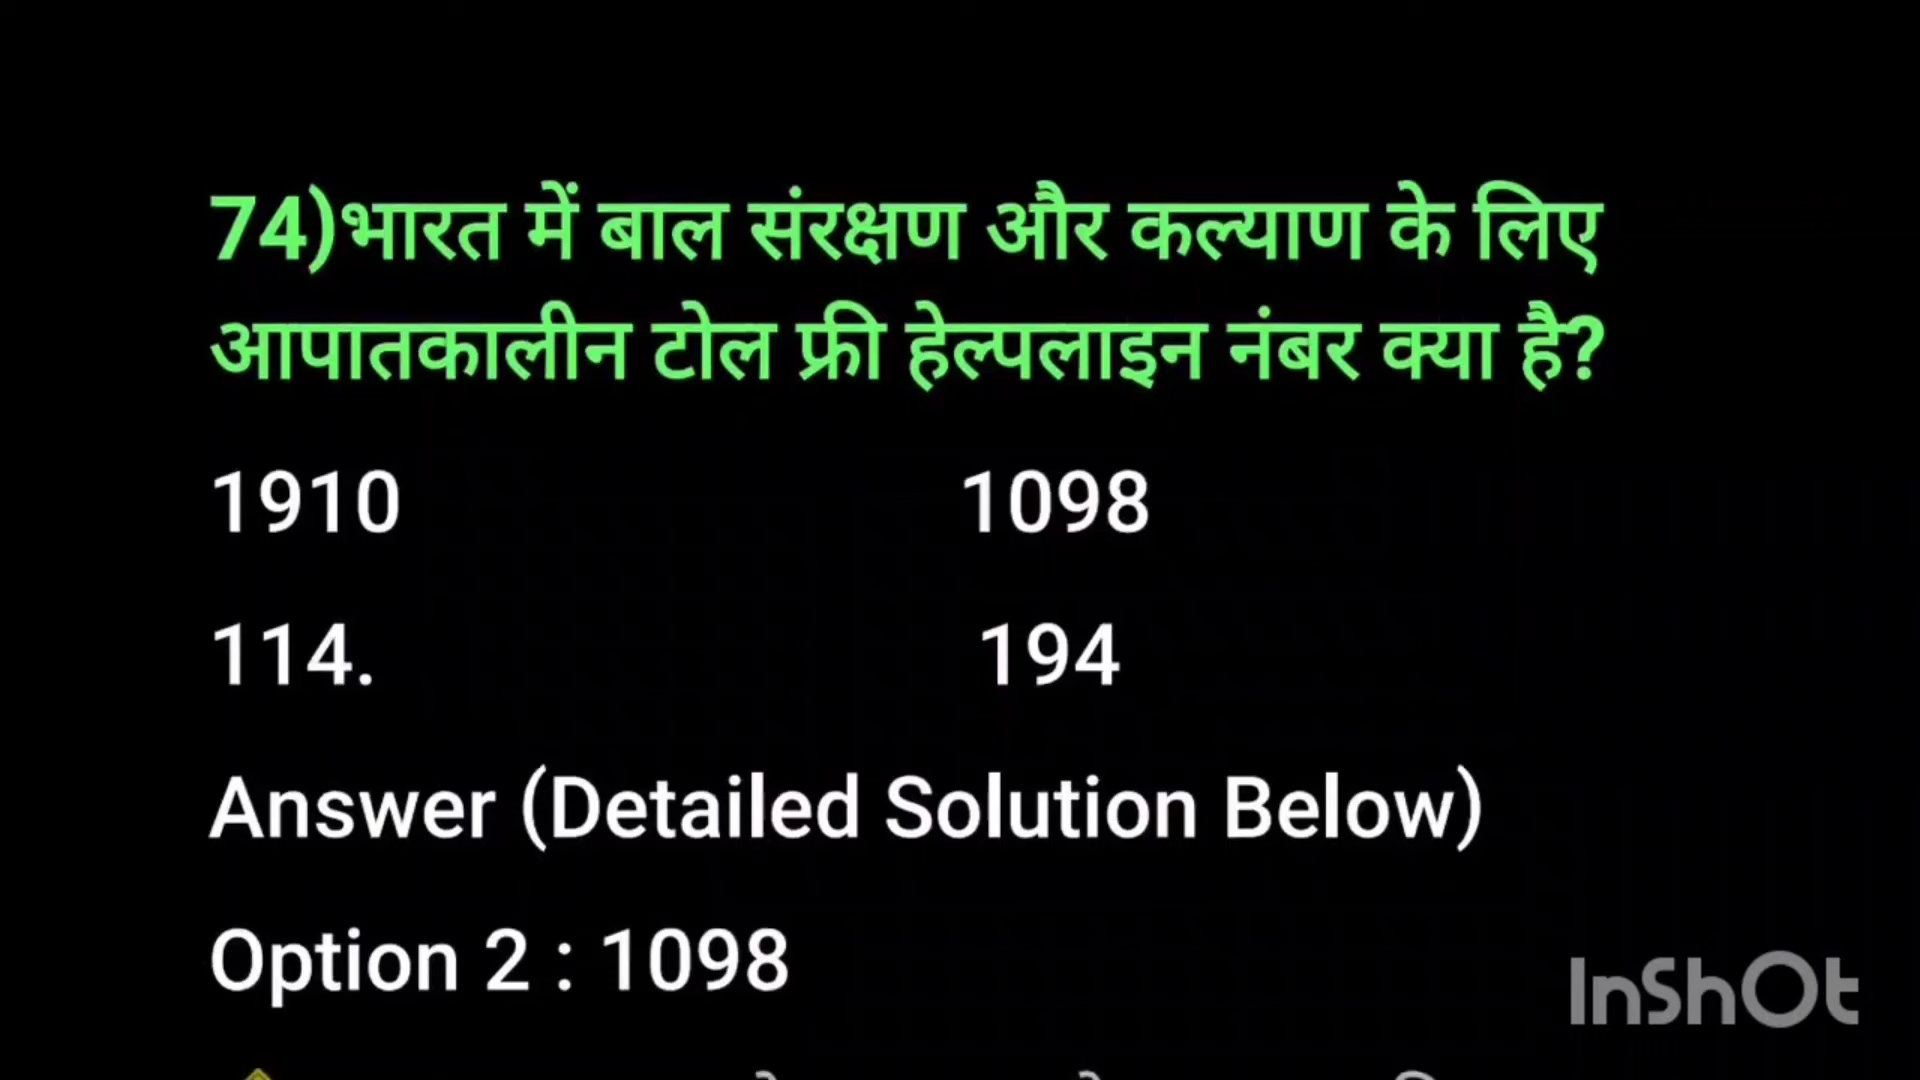 74)भारत में बाल संरक्षण और कल्याण के लिए
आपातकालीन टोल फ्री हेल्पलाइन नंबर क्या है?
1910 1098
114. 194
Answer (Detailed Solution Below)
Option 2 : 1098
InShOt